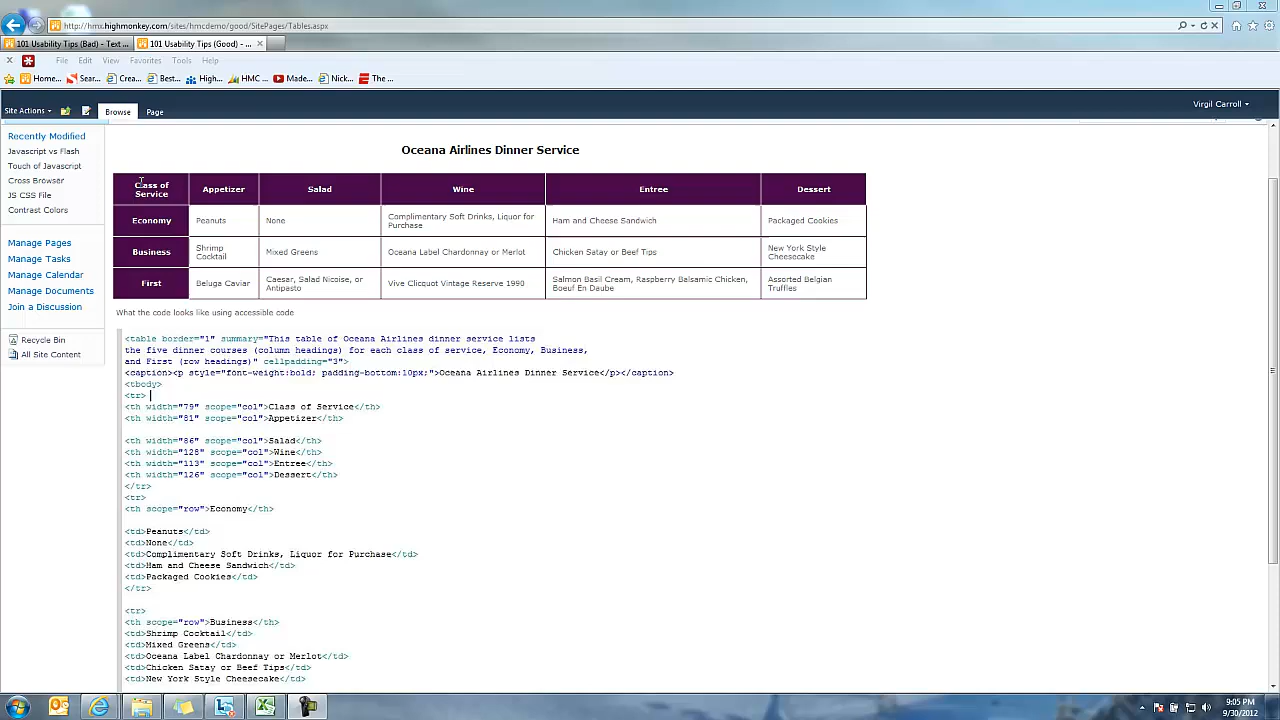 http://hmx.highmonkey.com/sites/hmcdemo/good/SitePages/Tables.aspx
101 Usability Tips (Bad) - Text ...
101 Usability Tips (Good) - ...
File Edit View Favorites Tools Help
Home... Sear... Crea... Best... High... HMC ... Made... Nick... The ...
Site Actions Browse Page Virgil Carroll
Recently Modified
Javascript vs Flash
Touch of Javascript
Cross Browser
JS CSS File
Contrast Colors
Manage Pages
Manage Tasks
Manage Calendar
Manage Documents
Join a Discussion
Recycle Bin
All Site Content
Oceana Airlines Dinner Service
Class of
Service
Appetizer
Salad
Wine
Entree
Dessert
Economy
Peanuts
None
Complimentary Soft Drinks, Liquor for
Purchase
Ham and Cheese Sandwich
Packaged Cookies
Business
Shrimp
Cocktail
Mixed Greens
Oceana Label Chardonnay or Merlot
Chicken Satay or Beef Tips
New York Style
Cheesecake
First
Beluga Caviar
Caesar, Salad Nicoise, or
Antipasto
Vive Clicquot Vintage Reserve 1990
Salmon Basil Cream, Raspberry Balsamic Chicken,
Boeuf En Daube
Assorted Belgian
Truffles
What the code looks like using accessible code
<table border="1" summary="This table of Oceana Airlines dinner service lists
the five dinner courses (column headings) for each class of service, Economy, Business,
and First (row headings)" cellpadding="3">
<caption><p style="font-weight:bold; padding-bottom:10px;">Oceana Airlines Dinner Service</p></caption>
<tbody>
<tr>
<th width="79" scope="col">Class of Service</th>
<th width="81" scope="col">Appetizer</th>
<th width="86" scope="col">Salad</th>
<th width="128" scope="col">Wine</th>
<th width="113" scope="col">Entree</th>
<th width="126" scope="col">Dessert</th>
</tr>
<tr>
<th scope="row">Economy</th>
<td>Peanuts</td>
<td>None</td>
<td>Complimentary Soft Drinks, Liquor for Purchase</td>
<td>Ham and Cheese Sandwich</td>
<td>Packaged Cookies</td>
</tr>
<tr>
<th scope="row">Business</th>
<td>Shrimp Cocktail</td>
<td>Mixed Greens</td>
<td>Oceana Label Chardonnay or Merlot</td>
<td>Chicken Satay or Beef Tips</td>
<td>New York Style Cheesecake</td>
9:05 PM
9/30/2012